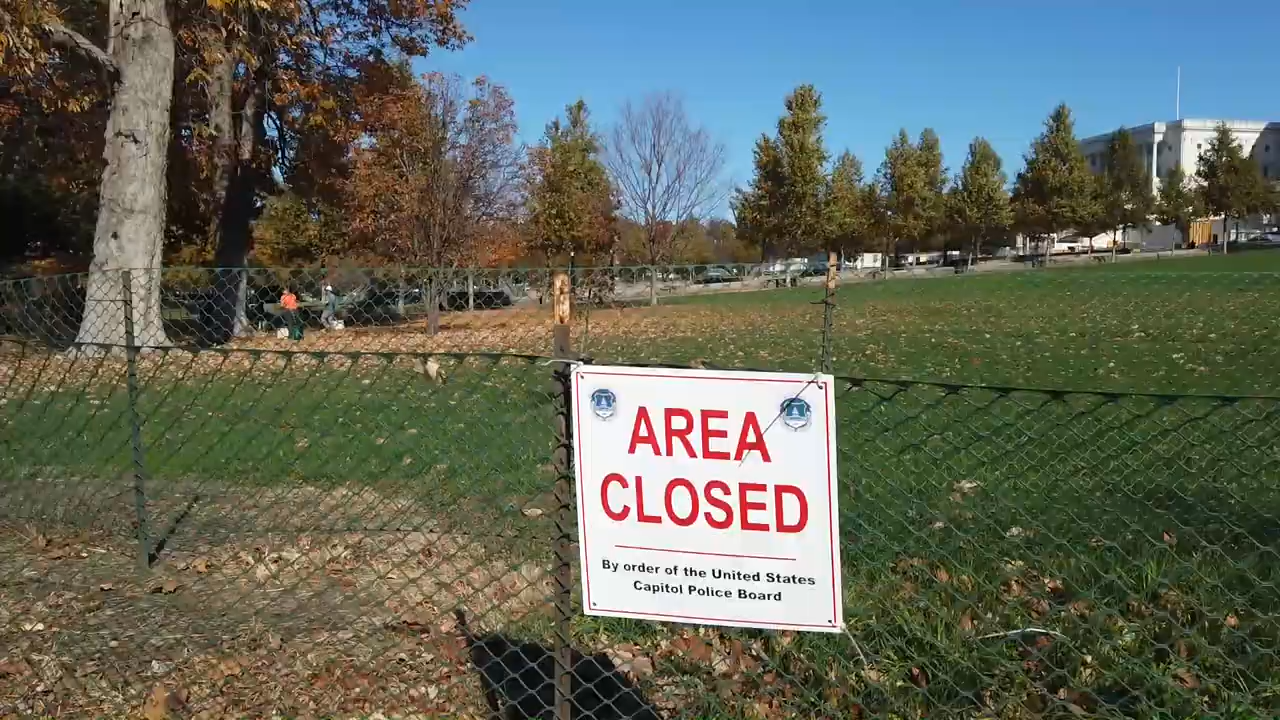 AREA
CLOSED
By order of the United States
Capitol Police Board